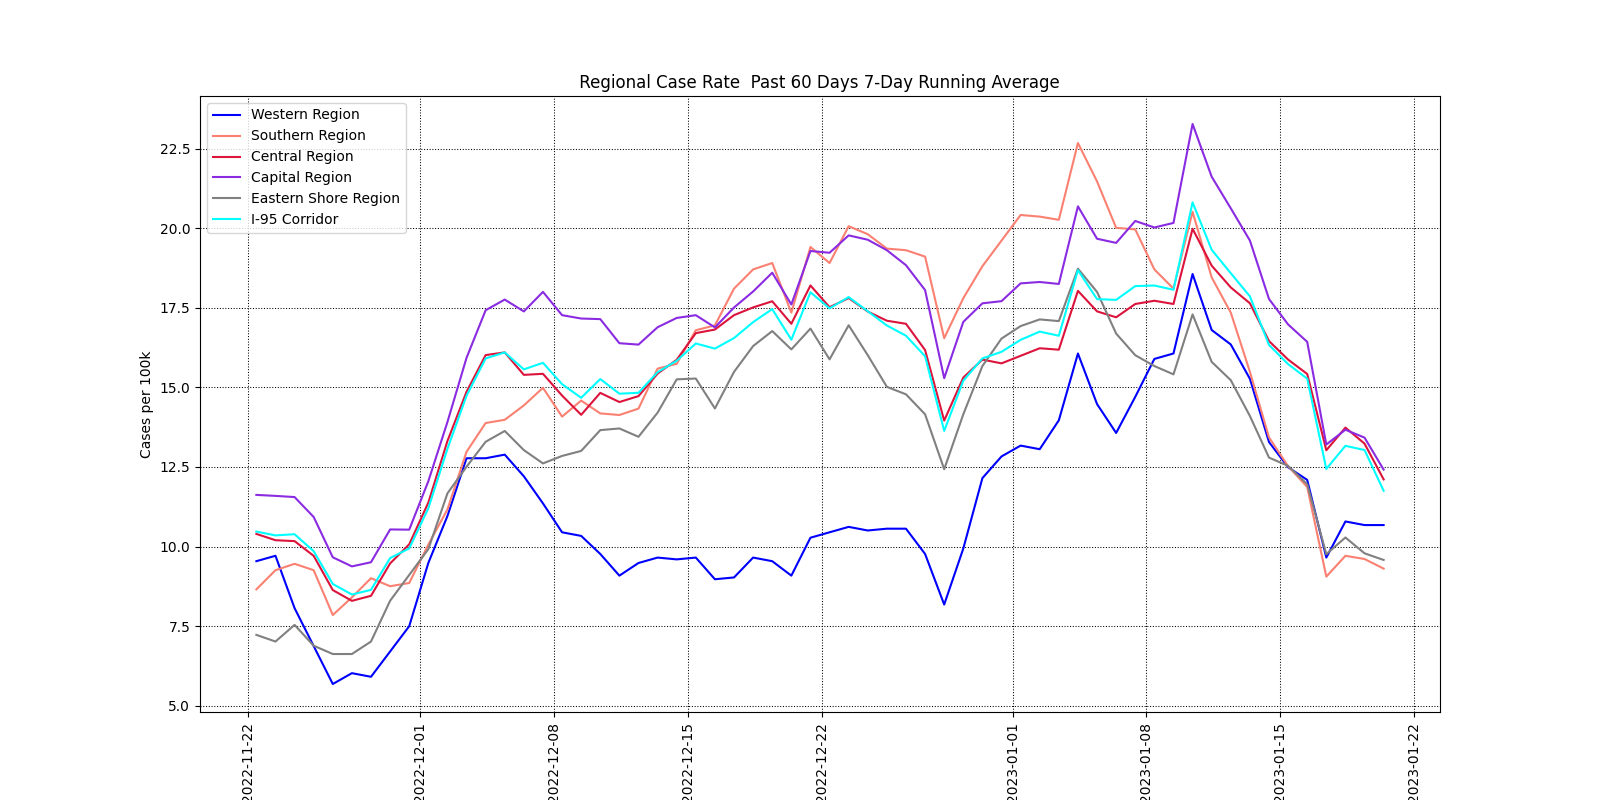 Regional Case Rate  Past 60 Days 7-Day Running Average
Western Region
Southern Region
Central Region
Capital Region
Eastern Shore Region
I-95 Corridor
Cases per 100k
22.5
20.0
17.5
15.0
12.5
10.0
7.5
5.0
2022-11-22
2022-12-01
2022-12-08
2022-12-15
2022-12-22
2023-01-01
2023-01-08
2023-01-15
2023-01-22